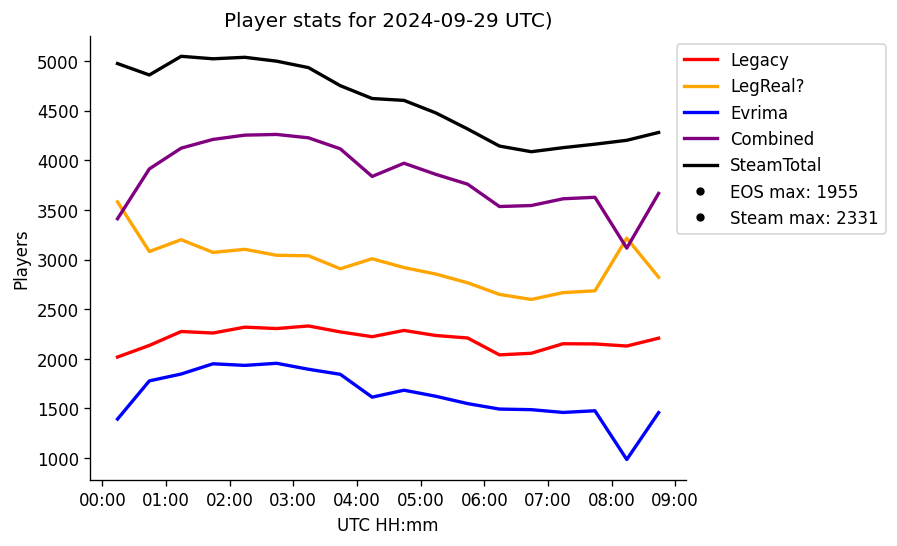 Player stats for 2024-09-29 UTC)
5000
4500
4000
3500
3000
2500
2000
1500
1000
Players
00:00 01:00 02:00 03:00 04:00 05:00 06:00 07:00 08:00 09:00
UTC HH:mm
Legacy
LegReal?
Evrima
Combined
SteamTotal
EOS max: 1955
Steam max: 2331